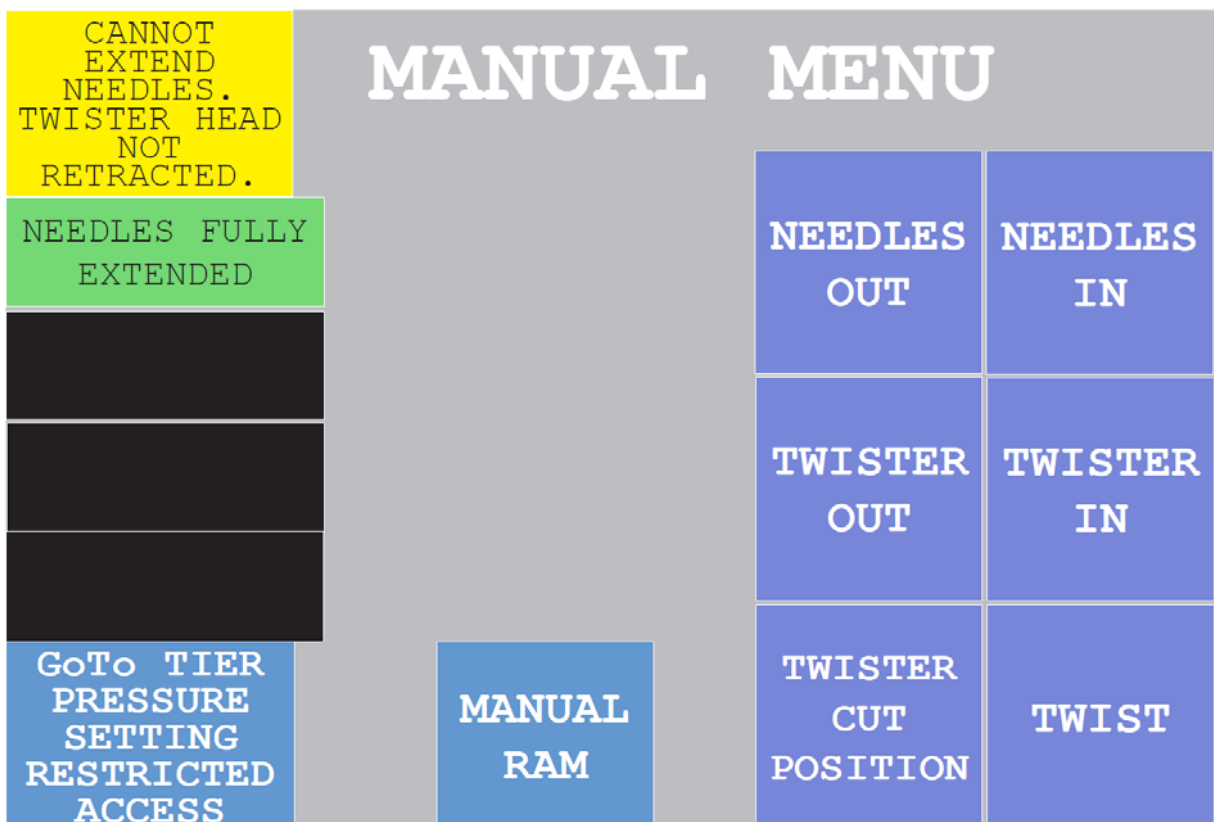 CANNOT
EXTEND
NEEDLES.
TWISTER HEAD
NOT
RETRACTED.
MANUAL MENU
NEEDLES FULLY
EXTENDED
NEEDLES
OUT
NEEDLES
IN
TWISTER
OUT
TWISTER
IN
GoTo TIER
PRESSURE
SETTING
RESTRICTED
ACCESS
MANUAL
RAM
TWISTER
CUT
POSITION
TWIST